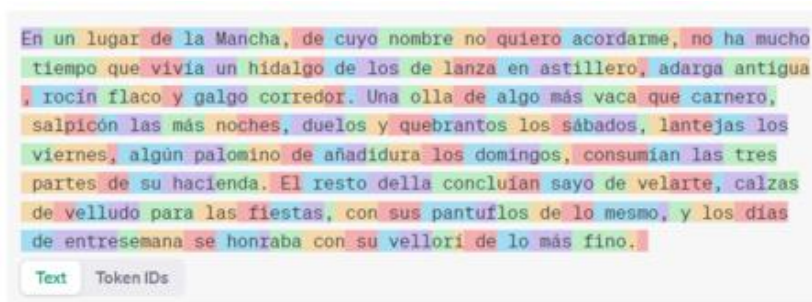 En un lugar de la Mancha, de cuyo nombre no quiero acordarme, no ha mucho
tiempo que vivía un hidalgo de los de lanza en astillero, adarga antigua
, rocín flaco y galgo corredor. Una olla de algo más vaca que carnero,
salpicón las más noches, duelos y quebrantos los sábados, lantejas los
viernes, algún palomino de añadidura los domingos, consumían las tres
partes de su hacienda. El resto della concluían sayo de velarte, calzas
de velludo para las fiestas, con sus pantuflos de lo mesmo, y los días
de entresemana se honraba con su vellorí de lo más fino.
Text Token IDs